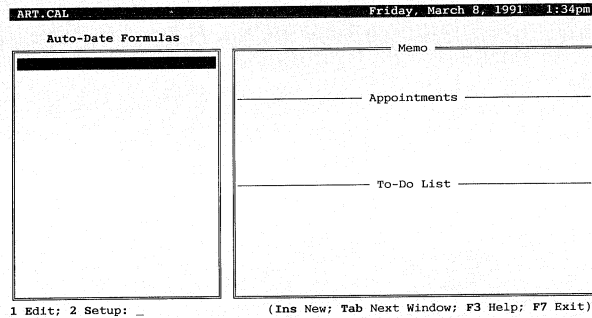 ART.CAL Friday, March 8, 1991 1:34pm
Auto-Date Formulas
Memo
Appointments
To-Do List
1 Edit; 2 Setup: _ (Ins New; Tab Next Window; F3 Help; F7 Exit)